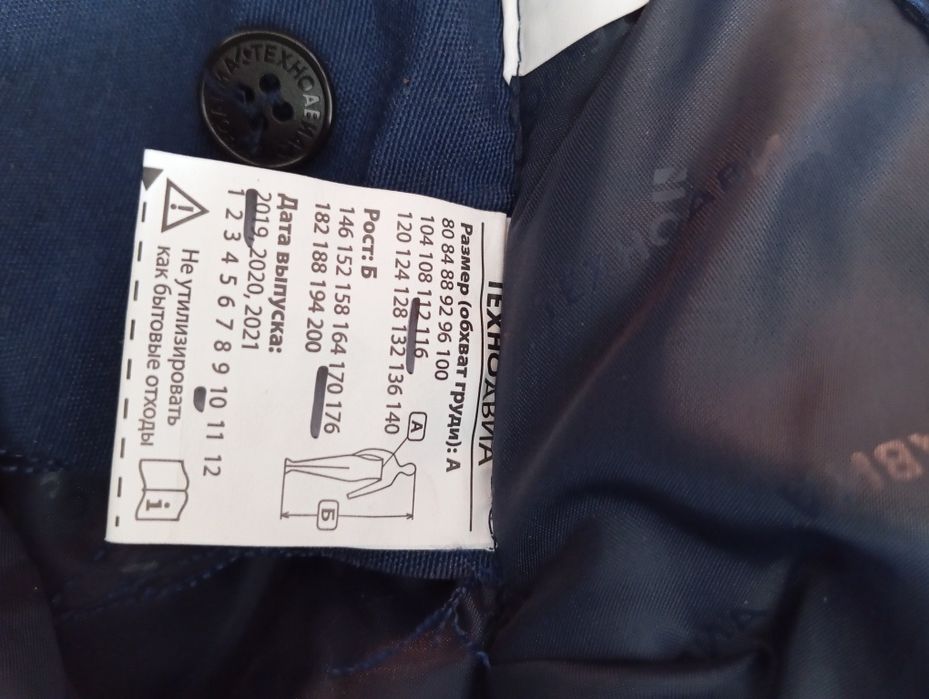 ТЕХНОАВИА
Размер (обхват груди): А
80 84 88 92 96 100
104 108 112 116
120 124 128 132 136 140
Рост: Б
146 152 158 164 170 176
182 188 194 200
Дата выпуска:
2019, 2020, 2021
1 2 3 4 5 6 7 8 9 10 11 12
Не утилизировать
как бытовые отходы
А
Б
i
ТЕХНОАВИА